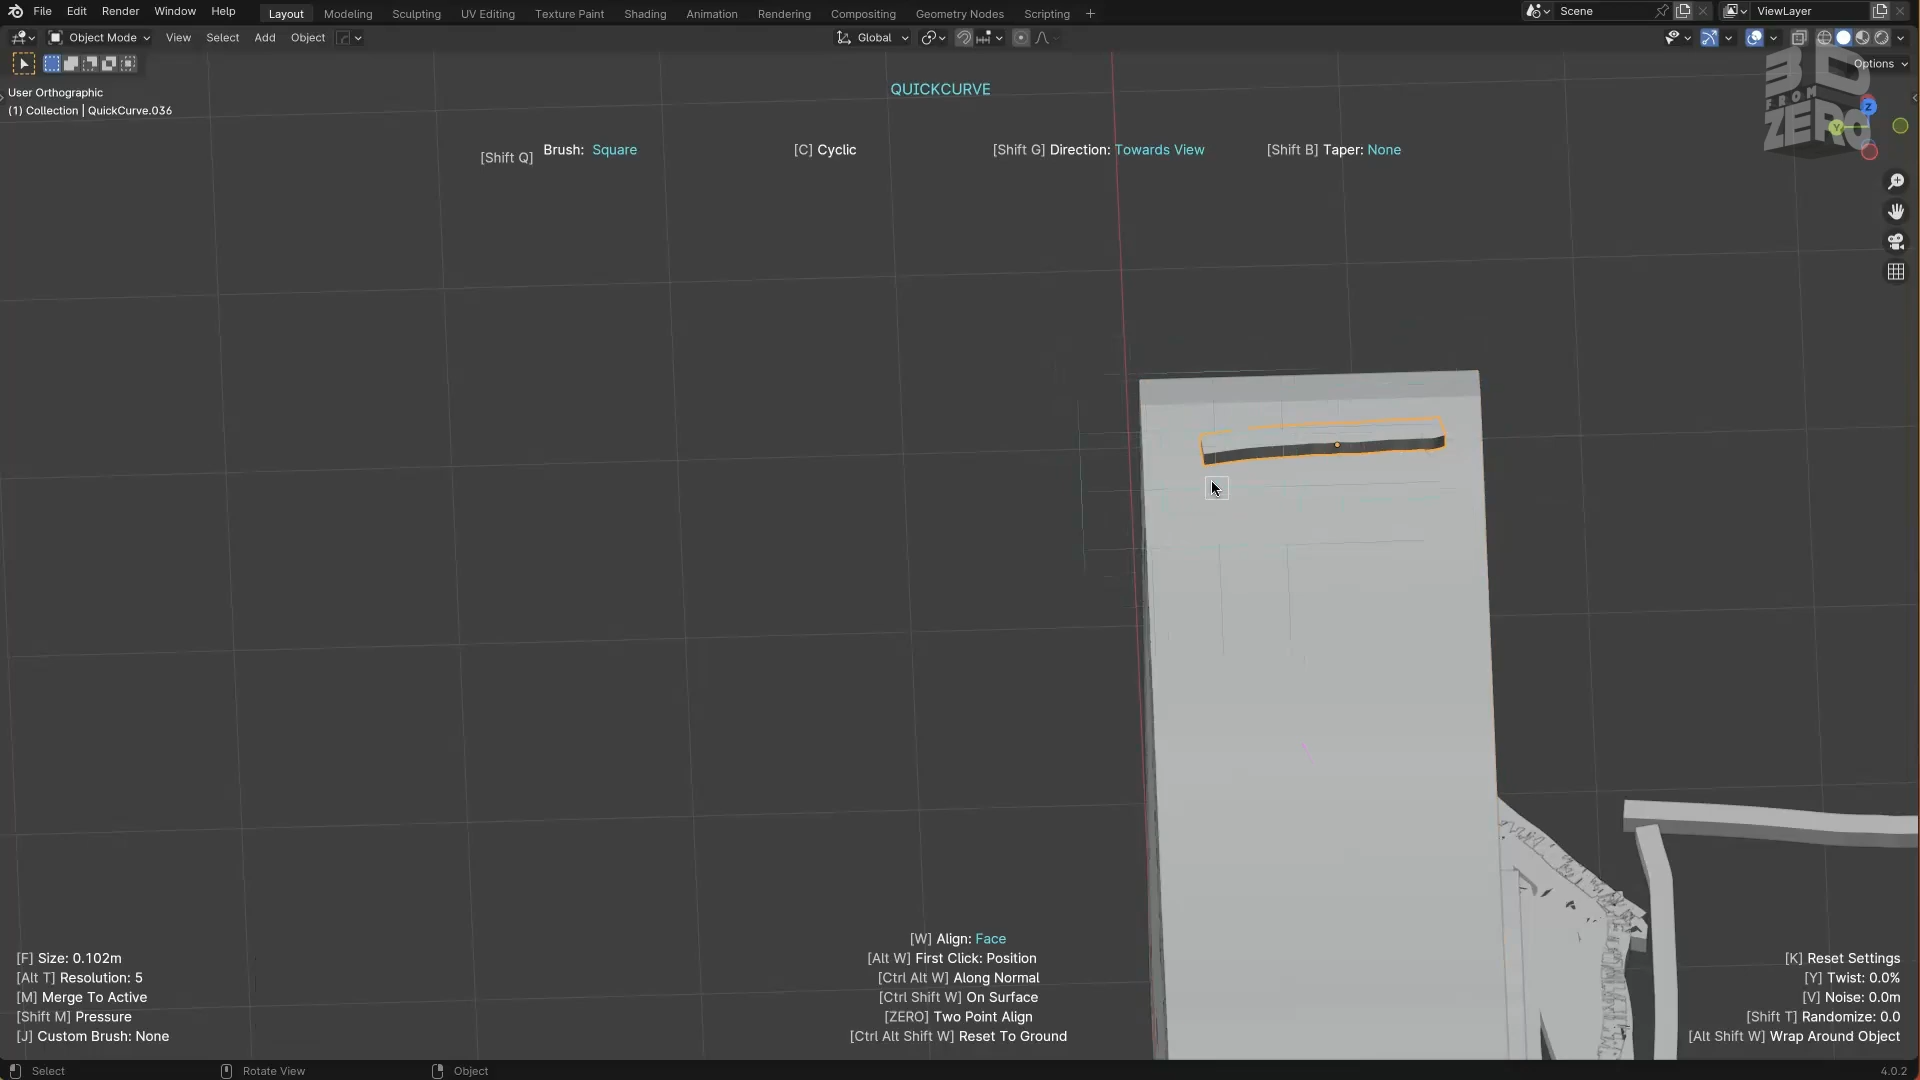 File Edit Render Window Help
Layout Modeling Sculpting UV Editing Texture Paint Shading Animation Rendering Compositing Geometry Nodes Scripting +
Scene
ViewLayer
Object Mode View Select Add Object
Global
Options
User Orthographic
(1) Collection | QuickCurve.036
QUICKCURVE
[Shift Q] Brush: Square
[C] Cyclic
[Shift G] Direction: Towards View
[Shift B] Taper: None
3D
FROM
ZERO
Z
Y
[W] Align: Face
[Alt W] First Click: Position
[Ctrl Alt W] Along Normal
[Ctrl Shift W] On Surface
[ZERO] Two Point Align
[Ctrl Alt Shift W] Reset To Ground
[F] Size: 0.102m
[Alt T] Resolution: 5
[M] Merge To Active
[Shift M] Pressure
[J] Custom Brush: None
[K] Reset Settings
[Y] Twist: 0.0%
[V] Noise: 0.0m
[Shift T] Randomize: 0.0
[Alt Shift W] Wrap Around Object
Select
Rotate View
Object
4.0.2